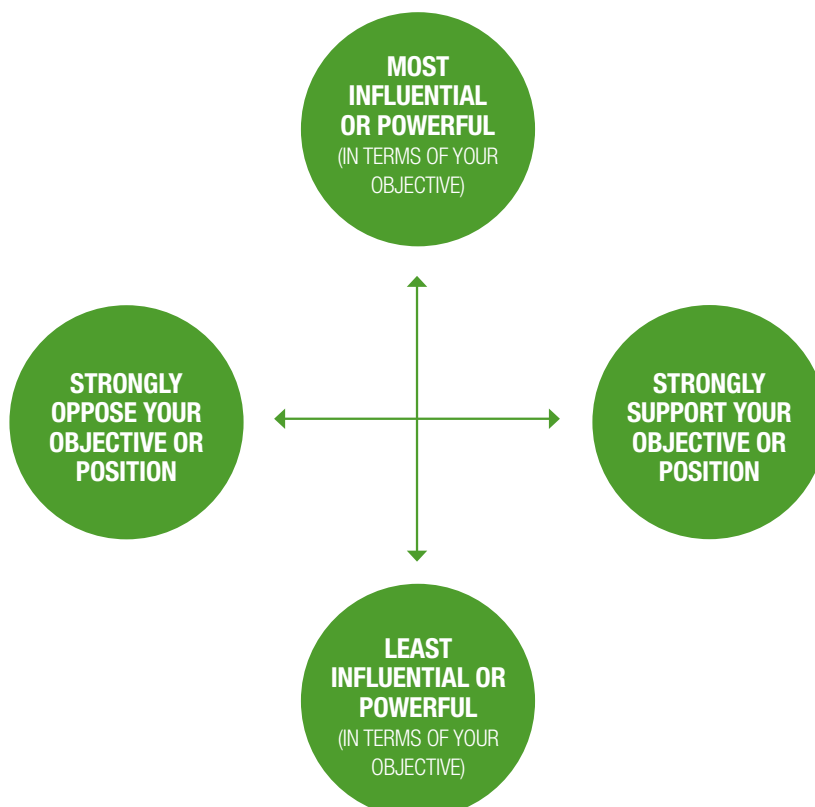 MOST
INFLUENTIAL
OR POWERFUL
(IN TERMS OF YOUR
OBJECTIVE)
STRONGLY
OPPOSE YOUR
OBJECTIVE OR
POSITION
STRONGLY
SUPPORT YOUR
OBJECTIVE OR
POSITION
LEAST
INFLUENTIAL OR
POWERFUL
(IN TERMS OF YOUR
OBJECTIVE)